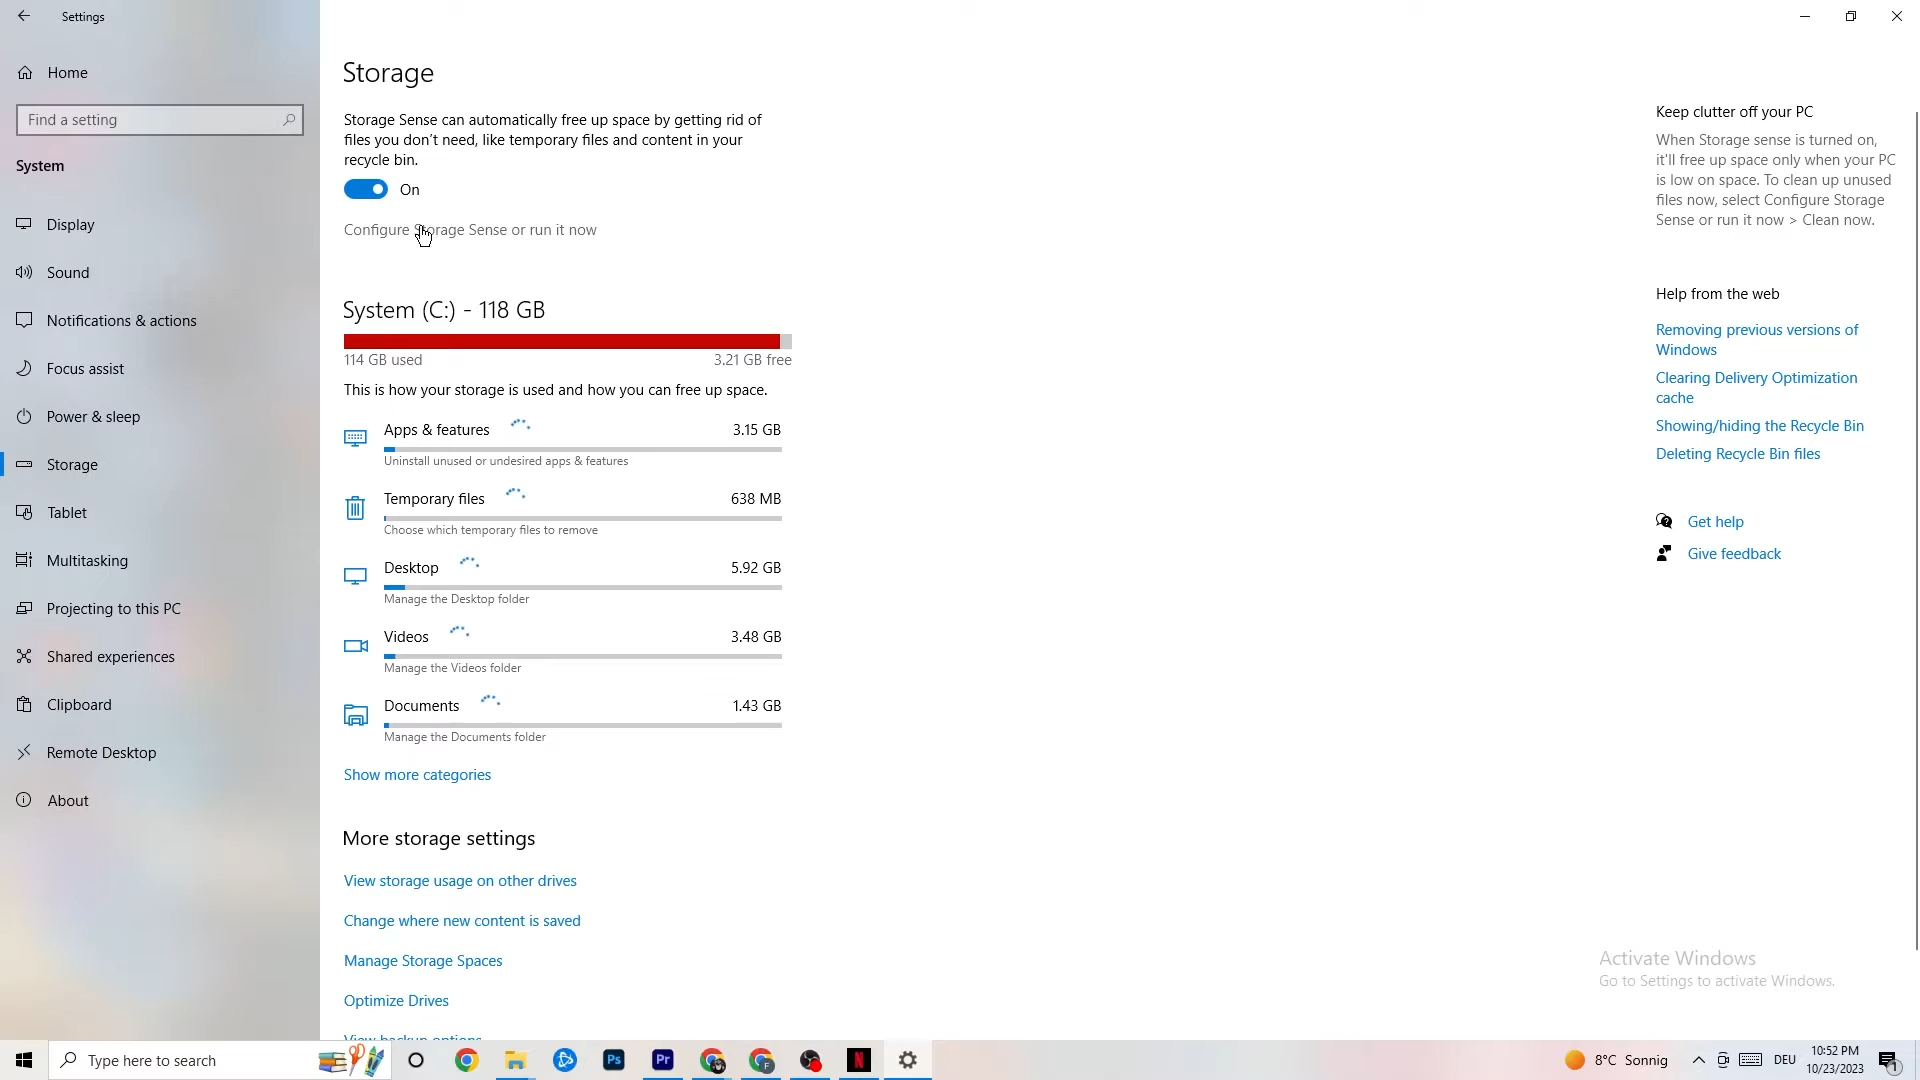 Settings
Home
Find a setting
System
Display
Sound
Notifications & actions
Focus assist
Power & sleep
Storage
Tablet
Multitasking
Projecting to this PC
Shared experiences
Clipboard
Remote Desktop
About
Storage
Storage Sense can automatically free up space by getting rid of
files you don't need, like temporary files and content in your
recycle bin.
On
Configure Storage Sense or run it now
System (C:) - 118 GB
114 GB used
3.21 GB free
This is how your storage is used and how you can free up space.
Apps & features
3.15 GB
Uninstall unused or undesired apps & features
Temporary files
638 MB
Choose which temporary files to remove
Desktop
5.92 GB
Manage the Desktop folder
Videos
3.48 GB
Manage the Videos folder
Documents
1.43 GB
Manage the Documents folder
Show more categories
More storage settings
View storage usage on other drives
Change where new content is saved
Manage Storage Spaces
Optimize Drives
View backup options
Keep clutter off your PC
When Storage sense is turned on,
it'll free up space only when your PC
is low on space. To clean up unused
files now, select Configure Storage
Sense or run it now > Clean now.
Help from the web
Removing previous versions of
Windows
Clearing Delivery Optimization
cache
Showing/hiding the Recycle Bin
Deleting Recycle Bin files
Get help
Give feedback
Activate Windows
Go to Settings to activate Windows.
Type here to search
Ps
Pr
F
N
8°C Sonnig
DEU
10:52 PM
10/23/2023
1